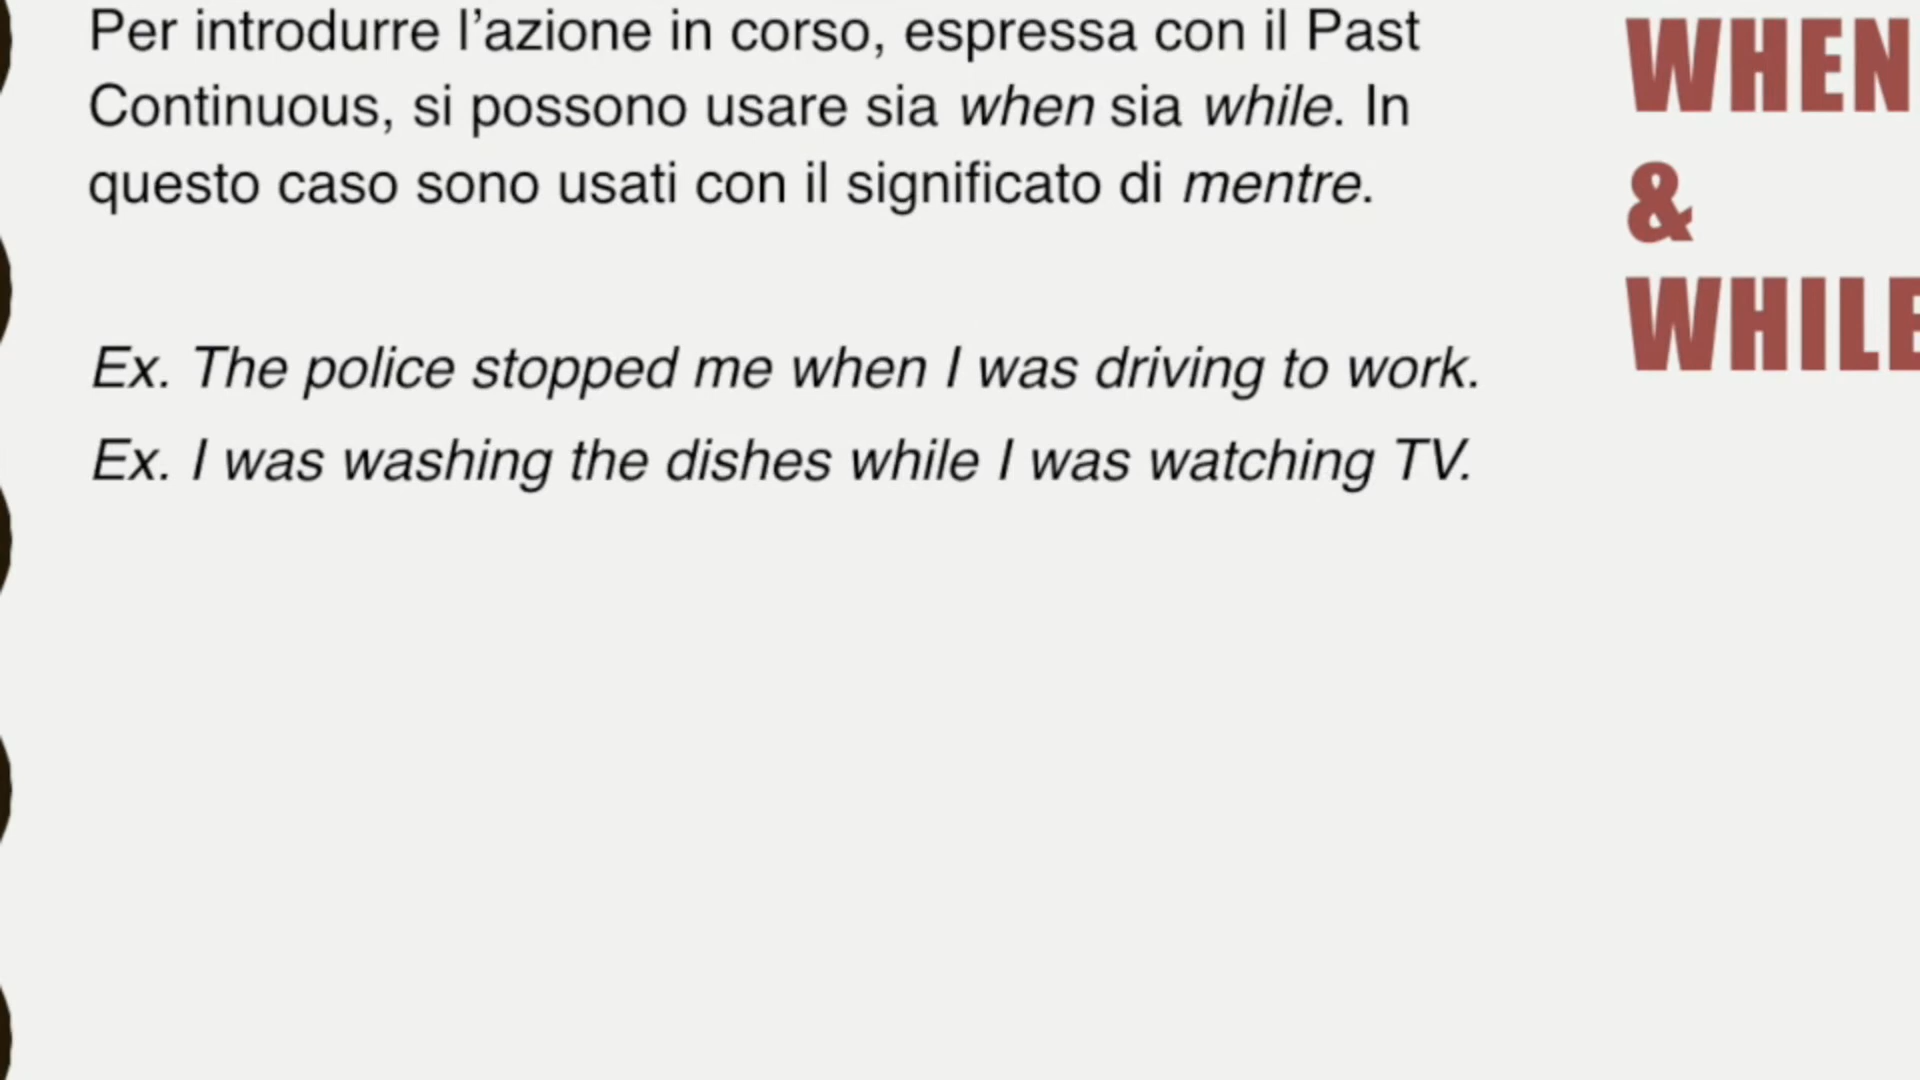 Per introdurre l’azione in corso, espressa con il Past
Continuous, si possono usare sia when sia while. In
questo caso sono usati con il significato di mentre.
Ex. The police stopped me when I was driving to work.
Ex. I was washing the dishes while I was watching TV.
WHEN
&
WHILE